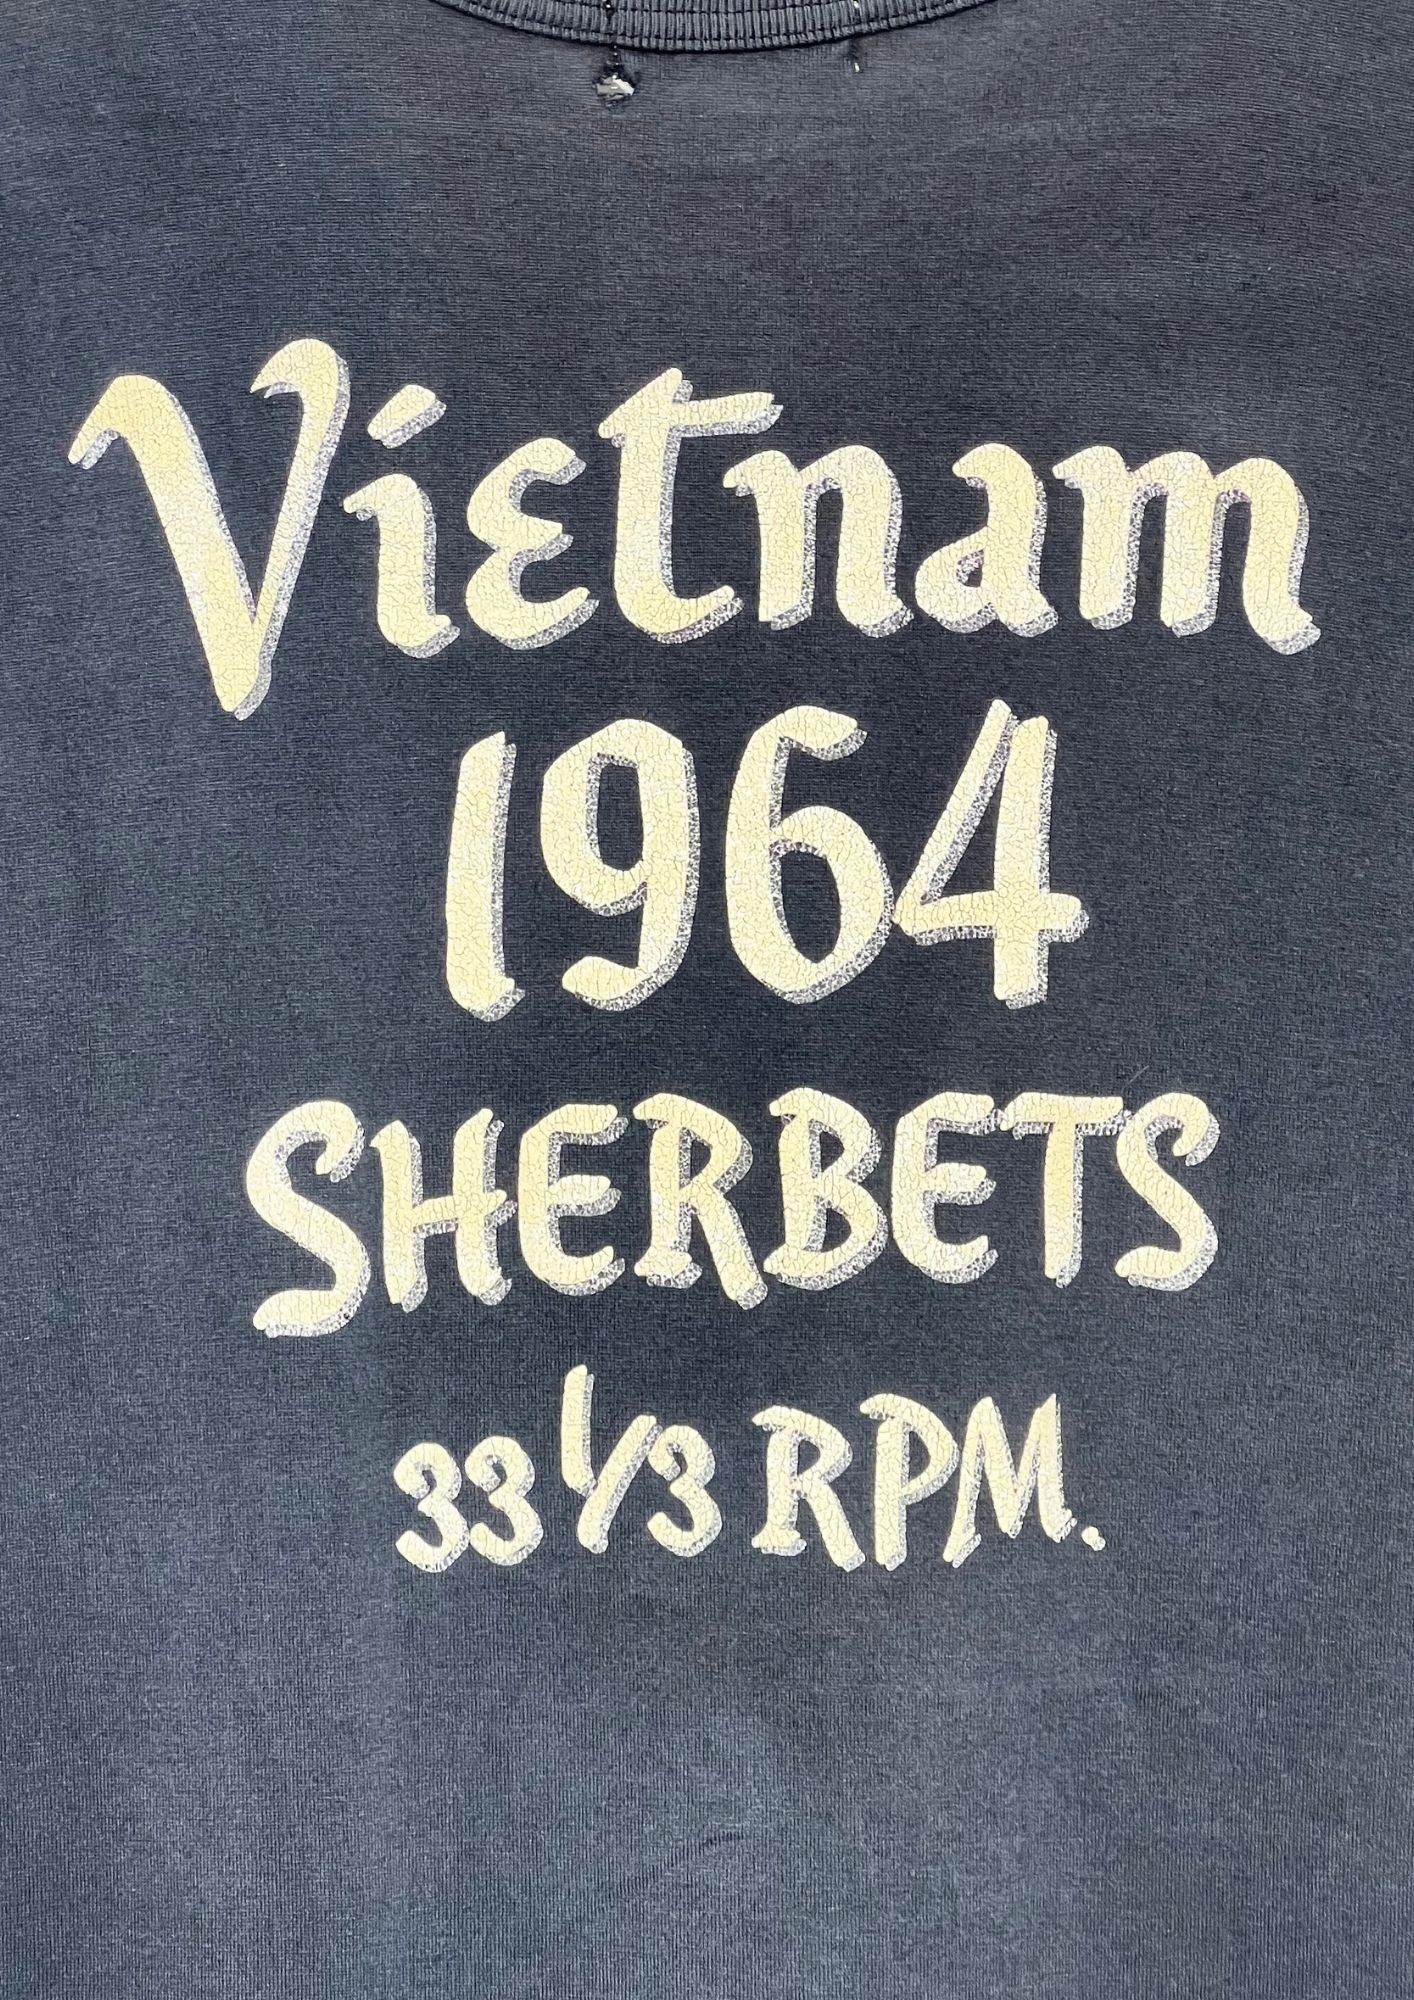 Vietnam
1964
SHERBETS
33 1/3 RPM.